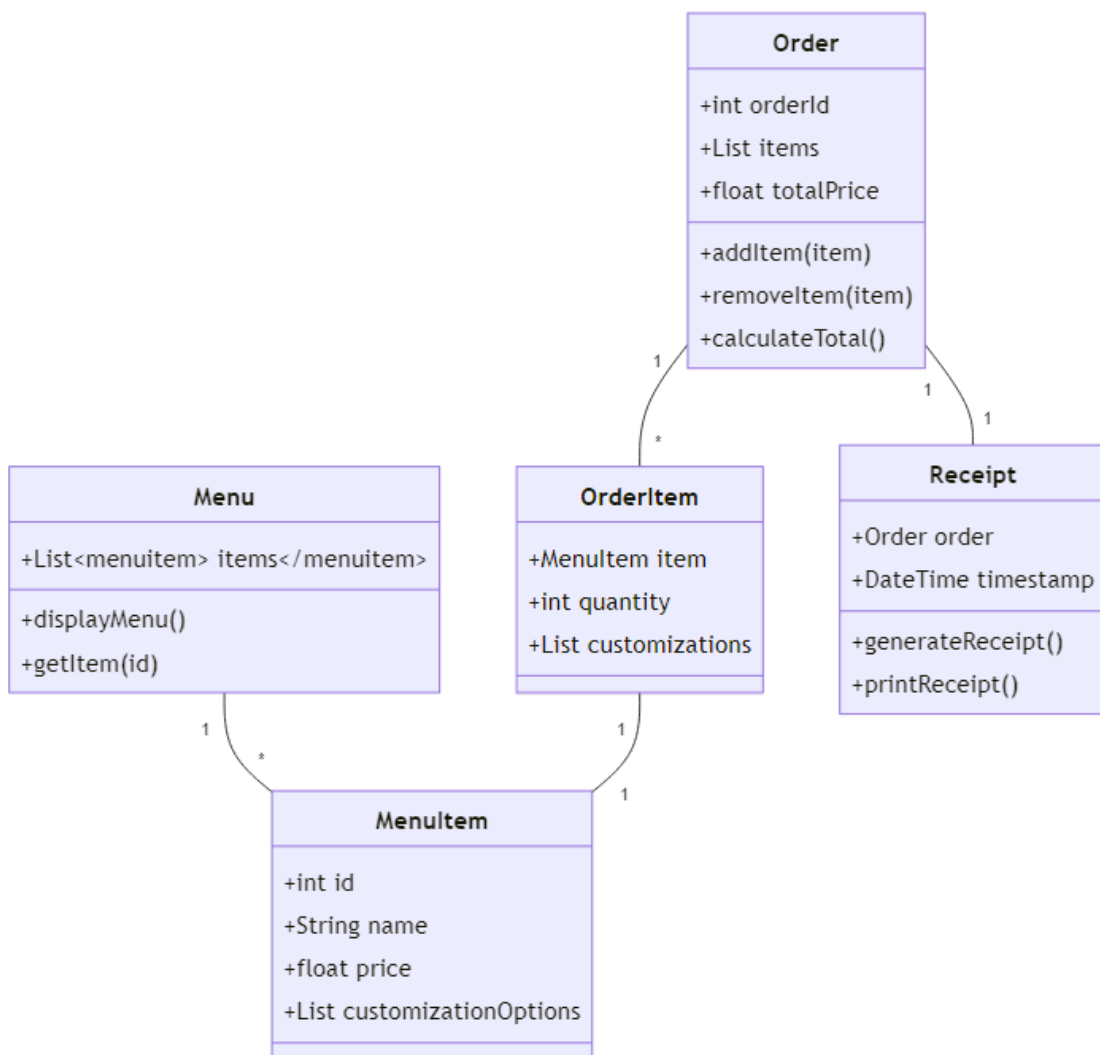 Order
+int orderId
+List items
+float totalPrice
+addItem(item)
+removeItem(item)
+calculateTotal()
1
1
*
1
Menu
+List<menuitem> items</menuitem>
+displayMenu()
+getItem(id)
OrderItem
+MenuItem item
+int quantity
+List customizations
Receipt
+Order order
+DateTime timestamp
+generateReceipt()
+printReceipt()
1
*
1
1
MenuItem
+int id
+String name
+float price
+List customizationOptions